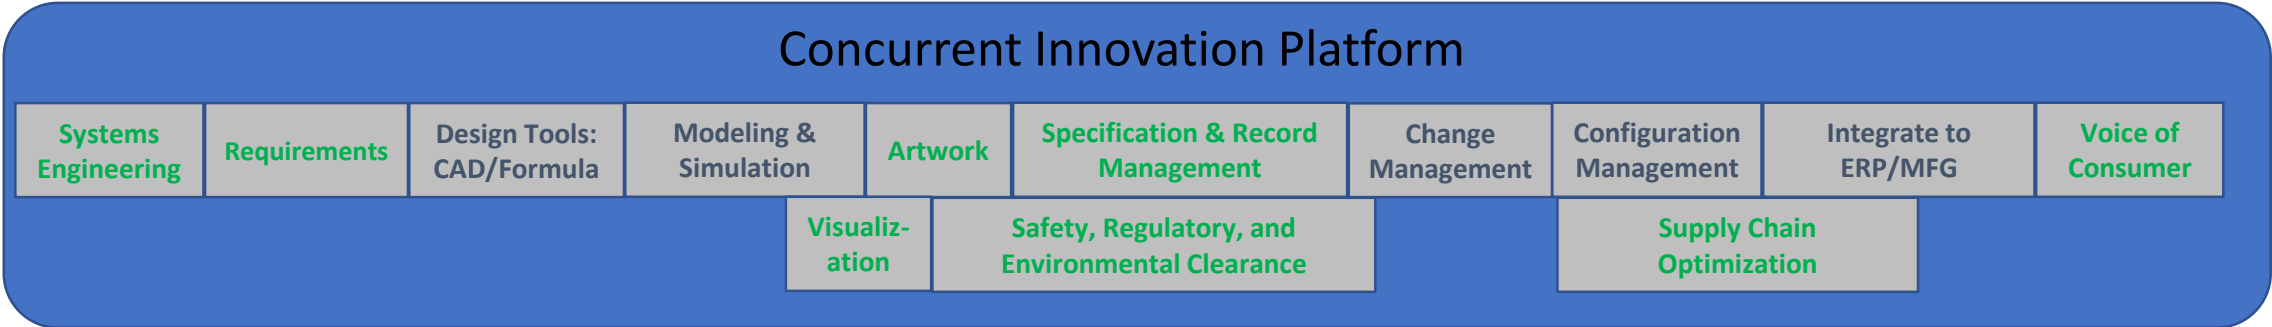 Concurrent Innovation Platform
Systems
Engineering
Requirements
Design Tools:
CAD/Formula
Modeling &
Simulation
Artwork
Specification & Record
Management
Change
Management
Configuration
Management
Integrate to
ERP/MFG
Voice of
Consumer
Visualiz-
ation
Safety, Regulatory, and
Environmental Clearance
Supply Chain
Optimization